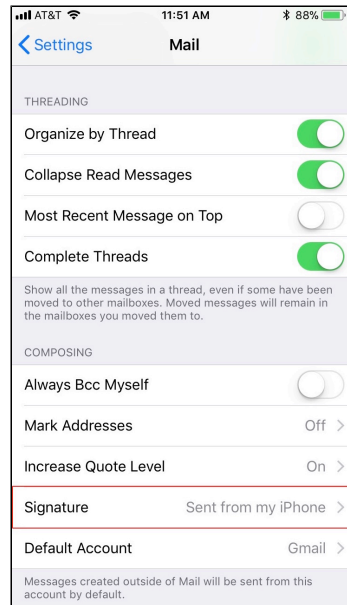 AT&T 11:51 AM 88%
Settings Mail
THREADING
Organize by Thread
Collapse Read Messages
Most Recent Message on Top
Complete Threads
Show all the messages in a thread, even if some have been
moved to other mailboxes. Moved messages will remain in
the mailboxes you moved them to.
COMPOSING
Always Bcc Myself
Mark Addresses Off
Increase Quote Level On
Signature Sent from my iPhone
Default Account Gmail
Messages created outside of Mail will be sent from this
account by default.